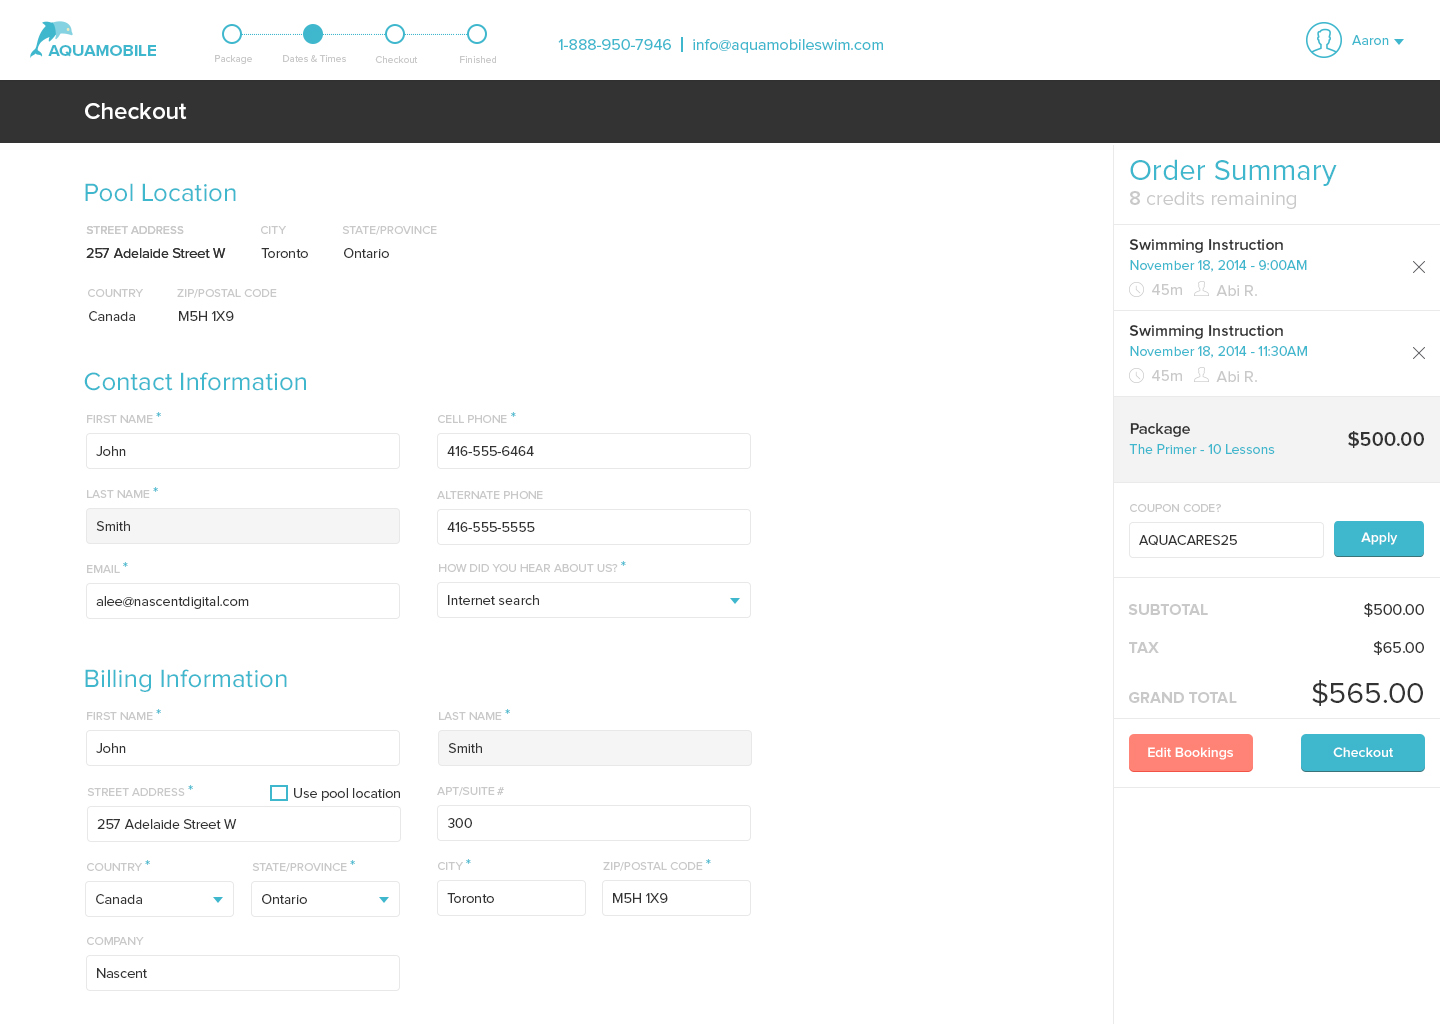 AQUAMOBILE
Package
Dates & Times
Checkout
Finished
1-888-950-7946 | info@aquamobileswim.com
Aaron
Checkout
Pool Location
STREET ADDRESS CITY STATE/PROVINCE
257 Adelaide Street W Toronto Ontario
COUNTRY ZIP/POSTAL CODE
Canada M5H 1X9
Contact Information
FIRST NAME * CELL PHONE *
John 416-555-6464
LAST NAME * ALTERNATE PHONE
Smith 416-555-5555
EMAIL * HOW DID YOU HEAR ABOUT US? *
alee@nascentdigital.com Internet search
Billing Information
FIRST NAME * LAST NAME *
John Smith
STREET ADDRESS * Use pool location APT/SUITE #
257 Adelaide Street W 300
COUNTRY * STATE/PROVINCE * CITY * ZIP/POSTAL CODE *
Canada Ontario Toronto M5H 1X9
COMPANY
Nascent
Order Summary
8 credits remaining
Swimming Instruction
November 18, 2014 - 9:00AM
45m Abi R.
Swimming Instruction
November 18, 2014 - 11:30AM
45m Abi R.
Package
The Primer - 10 Lessons
$500.00
COUPON CODE?
AQUACARES25 Apply
SUBTOTAL $500.00
TAX $65.00
GRAND TOTAL $565.00
Edit Bookings Checkout